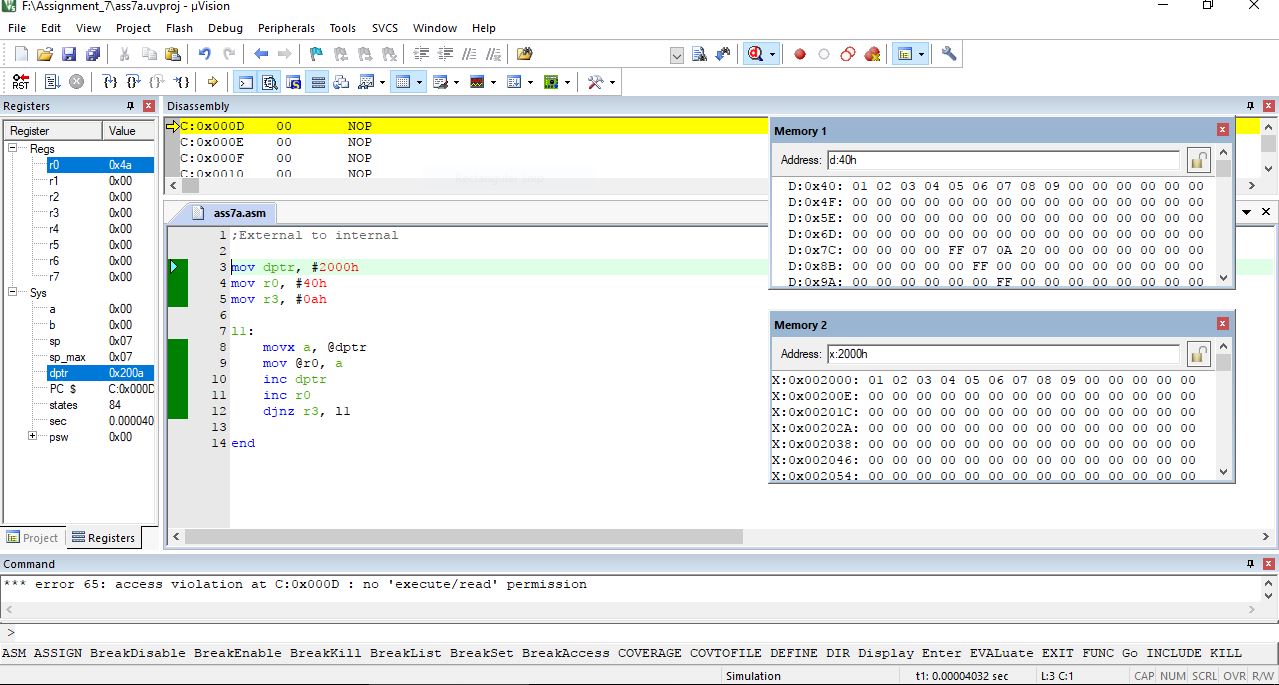 F:\Assignment_7\ass7a.uvproj - µVision
File Edit View Project Flash Debug Peripherals Tools SVCS Window Help
Registers
Register Value
Regs
r0 0x4a
r1 0x00
r2 0x00
r3 0x00
r4 0x00
r5 0x00
r6 0x00
r7 0x00
Sys
a 0x00
b 0x00
sp 0x07
sp_max 0x07
dptr 0x200a
PC $ C:0x000D
states 84
sec 0.000040
psw 0x00
Project Registers
Disassembly
C:0x000D 00 NOP
C:0x000E 00 NOP
C:0x000F 00 NOP
C:0x0010 00 NOP
ass7a.asm
1 ;External to internal
2
3 mov dptr, #2000h
4 mov r0, #40h
5 mov r3, #0ah
6
7 ll:
8 movx a, @dptr
9 mov @r0, a
10 inc dptr
11 inc r0
12 djnz r3, ll
13
14 end
Memory 1
Address: d:40h
D:0x40: 01 02 03 04 05 06 07 08 09 00 00 00 00 00 00
D:0x4F: 00 00 00 00 00 00 00 00 00 00 00 00 00 00 00
D:0x5E: 00 00 00 00 00 00 00 00 00 00 00 00 00 00 00
D:0x6D: 00 00 00 00 00 00 00 00 00 00 00 00 00 00 00
D:0x7C: 00 00 00 00 FF 07 0A 20 00 00 00 00 00 00 00
D:0x8B: 00 00 00 00 00 FF 00 00 00 00 00 00 00 00 00
D:0x9A: 00 00 00 00 00 00 FF 00 00 00 00 00 00 00 00
Memory 2
Address: x:2000h
X:0x002000: 01 02 03 04 05 06 07 08 09 00 00 00 00 00
X:0x00200E: 00 00 00 00 00 00 00 00 00 00 00 00 00 00
X:0x00201C: 00 00 00 00 00 00 00 00 00 00 00 00 00 00
X:0x00202A: 00 00 00 00 00 00 00 00 00 00 00 00 00 00
X:0x002038: 00 00 00 00 00 00 00 00 00 00 00 00 00 00
X:0x002046: 00 00 00 00 00 00 00 00 00 00 00 00 00 00
X:0x002054: 00 00 00 00 00 00 00 00 00 00 00 00 00 00
Command
*** error 65: access violation at C:0x000D : no 'execute/read' permission
>
ASM ASSIGN BreakDisable BreakEnable BreakKill BreakList BreakSet BreakAccess COVERAGE COVTOFILE DEFINE DIR Display Enter EVALuate EXIT FUNC Go INCLUDE KILL
Simulation t1: 0.00004032 sec L:3 C:1 CAP NUM SCRL OVR R/W